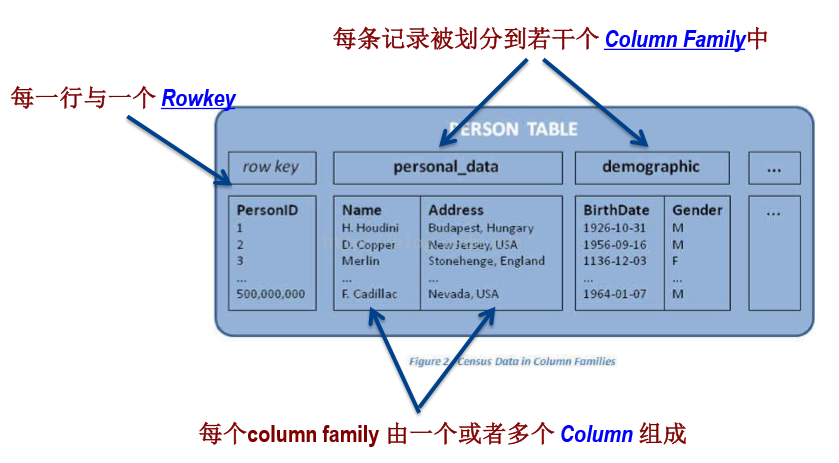 每条记录被划分到若干个 Column Family中
每一行与一个 Rowkey
PERSON TABLE
row key personal_data demographic ...
PersonID Name Address BirthDate Gender ...
1 H. Houdini Budapest, Hungary 1926-10-31 M
2 D. Copper New Jersey, USA 1956-09-16 M
3 Merlin Stonehenge, England 1136-12-03 F
... ... ... ... ...
500,000,000 F. Cadillac Nevada, USA 1964-01-07 M
Figure 2. Census Data in Column Families
每个column family 由一个或者多个 Column 组成